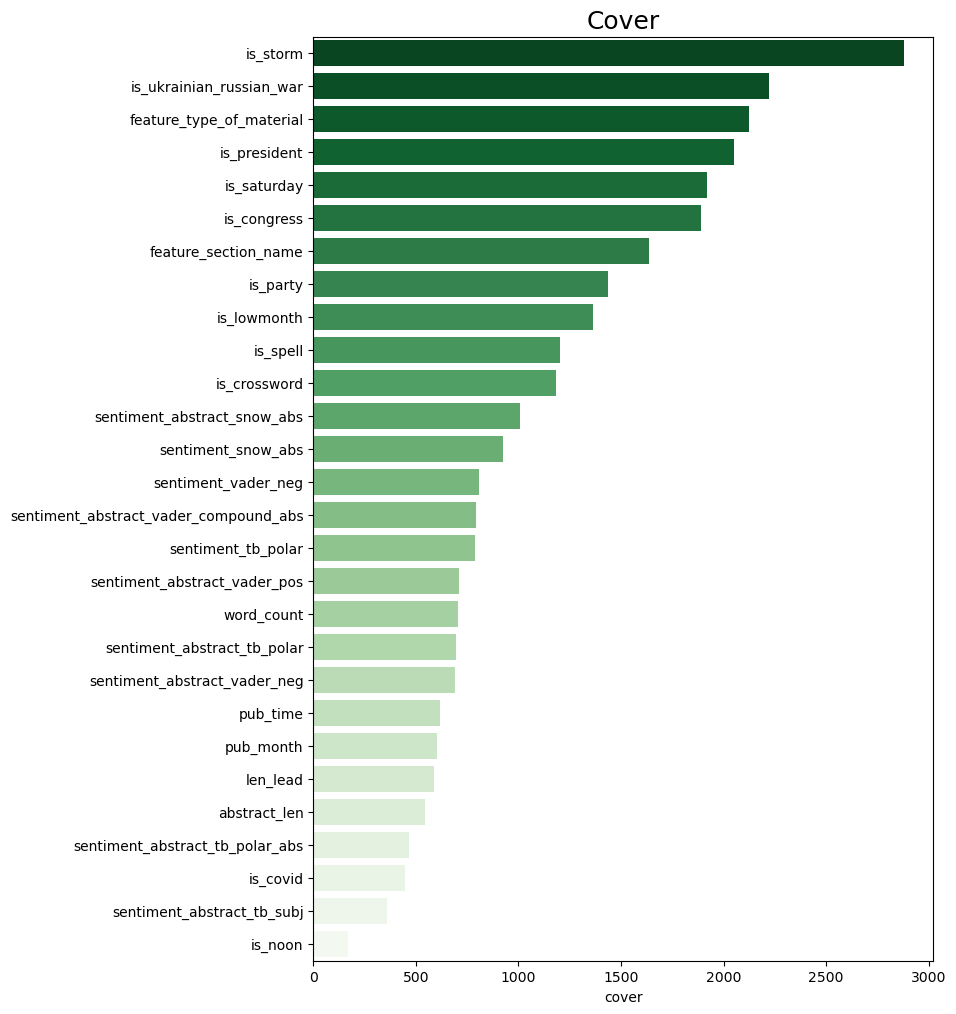 Cover
is_storm
is_ukrainian_russian_war
feature_type_of_material
is_president
is_saturday
is_congress
feature_section_name
is_party
is_lowmonth
is_spell
is_crossword
sentiment_abstract_snow_abs
sentiment_snow_abs
sentiment_vader_neg
sentiment_abstract_vader_compound_abs
sentiment_tb_polar
sentiment_abstract_vader_pos
word_count
sentiment_abstract_tb_polar
sentiment_abstract_vader_neg
pub_time
pub_month
len_lead
abstract_len
sentiment_abstract_tb_polar_abs
is_covid
sentiment_abstract_tb_subj
is_noon
0 500 1000 1500 2000 2500 3000
cover